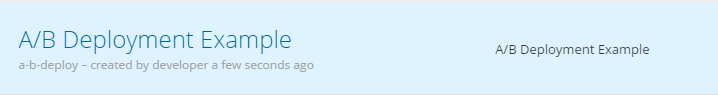 A/B Deployment Example
a-b-deploy – created by developer a few seconds ago
A/B Deployment Example